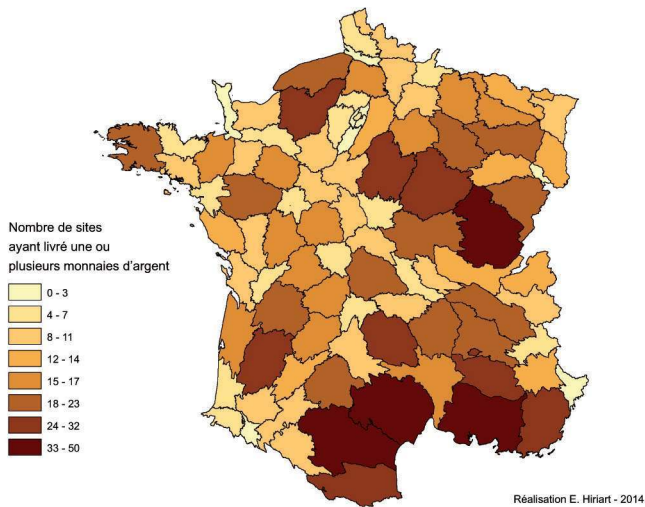 Nombre de sites
ayant livré une ou
plusieurs monnaies d'argent
0 - 3
4 - 7
8 - 11
12 - 14
15 - 17
18 - 23
24 - 32
33 - 50
Réalisation E. Hiriart - 2014